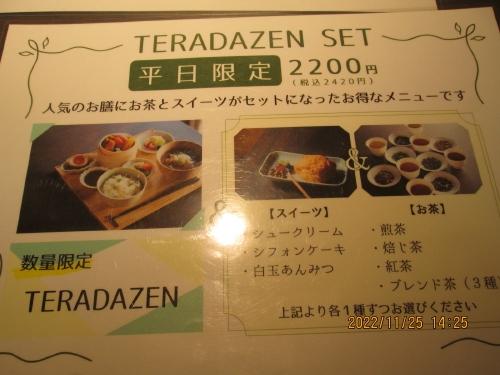 TERADAZEN SET
平日限定 2200円
(税込2420円)
人気のお膳にお茶とスイーツがセットになったお得なメニューです
&
&
【スイーツ】
・シュークリーム
・シフォンケーキ
・白玉あんみつ
【お茶】
・煎茶
・焙じ茶
・紅茶
・ブレンド茶(3種)
上記より各1種ずつお選びください
数量限定
TERADAZEN
2022/11/25 14:25